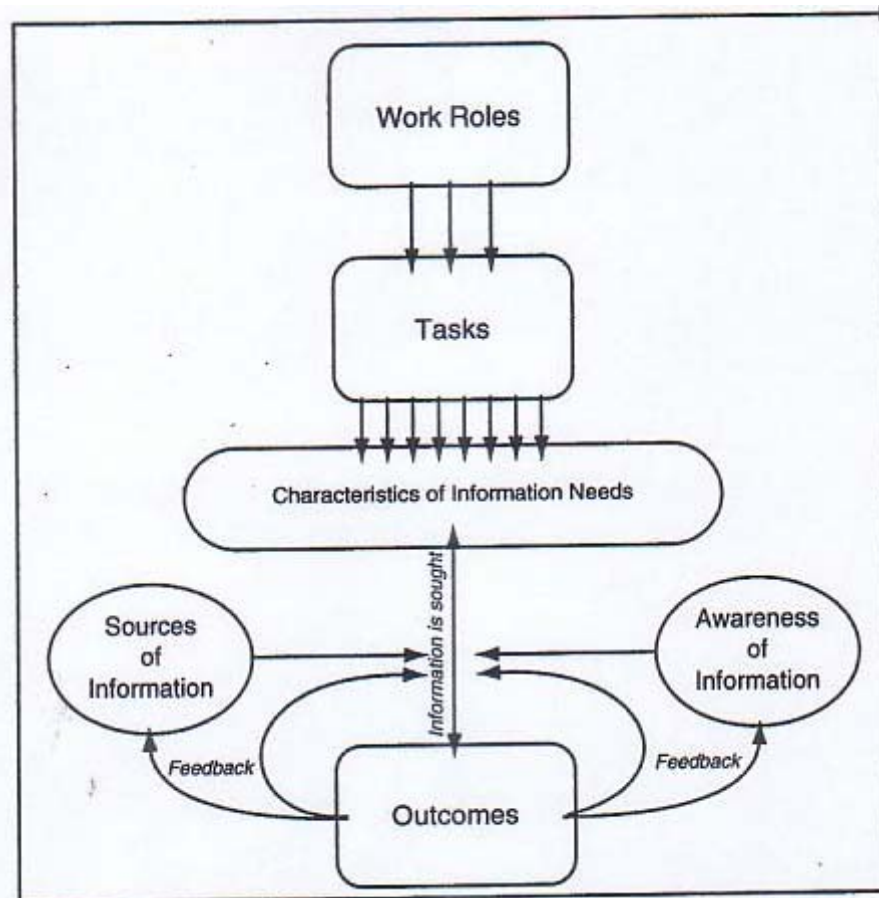 Work Roles
Tasks
Characteristics of Information Needs
Information is sought
Sources
of
Information
Awareness
of
Information
Feedback
Feedback
Outcomes